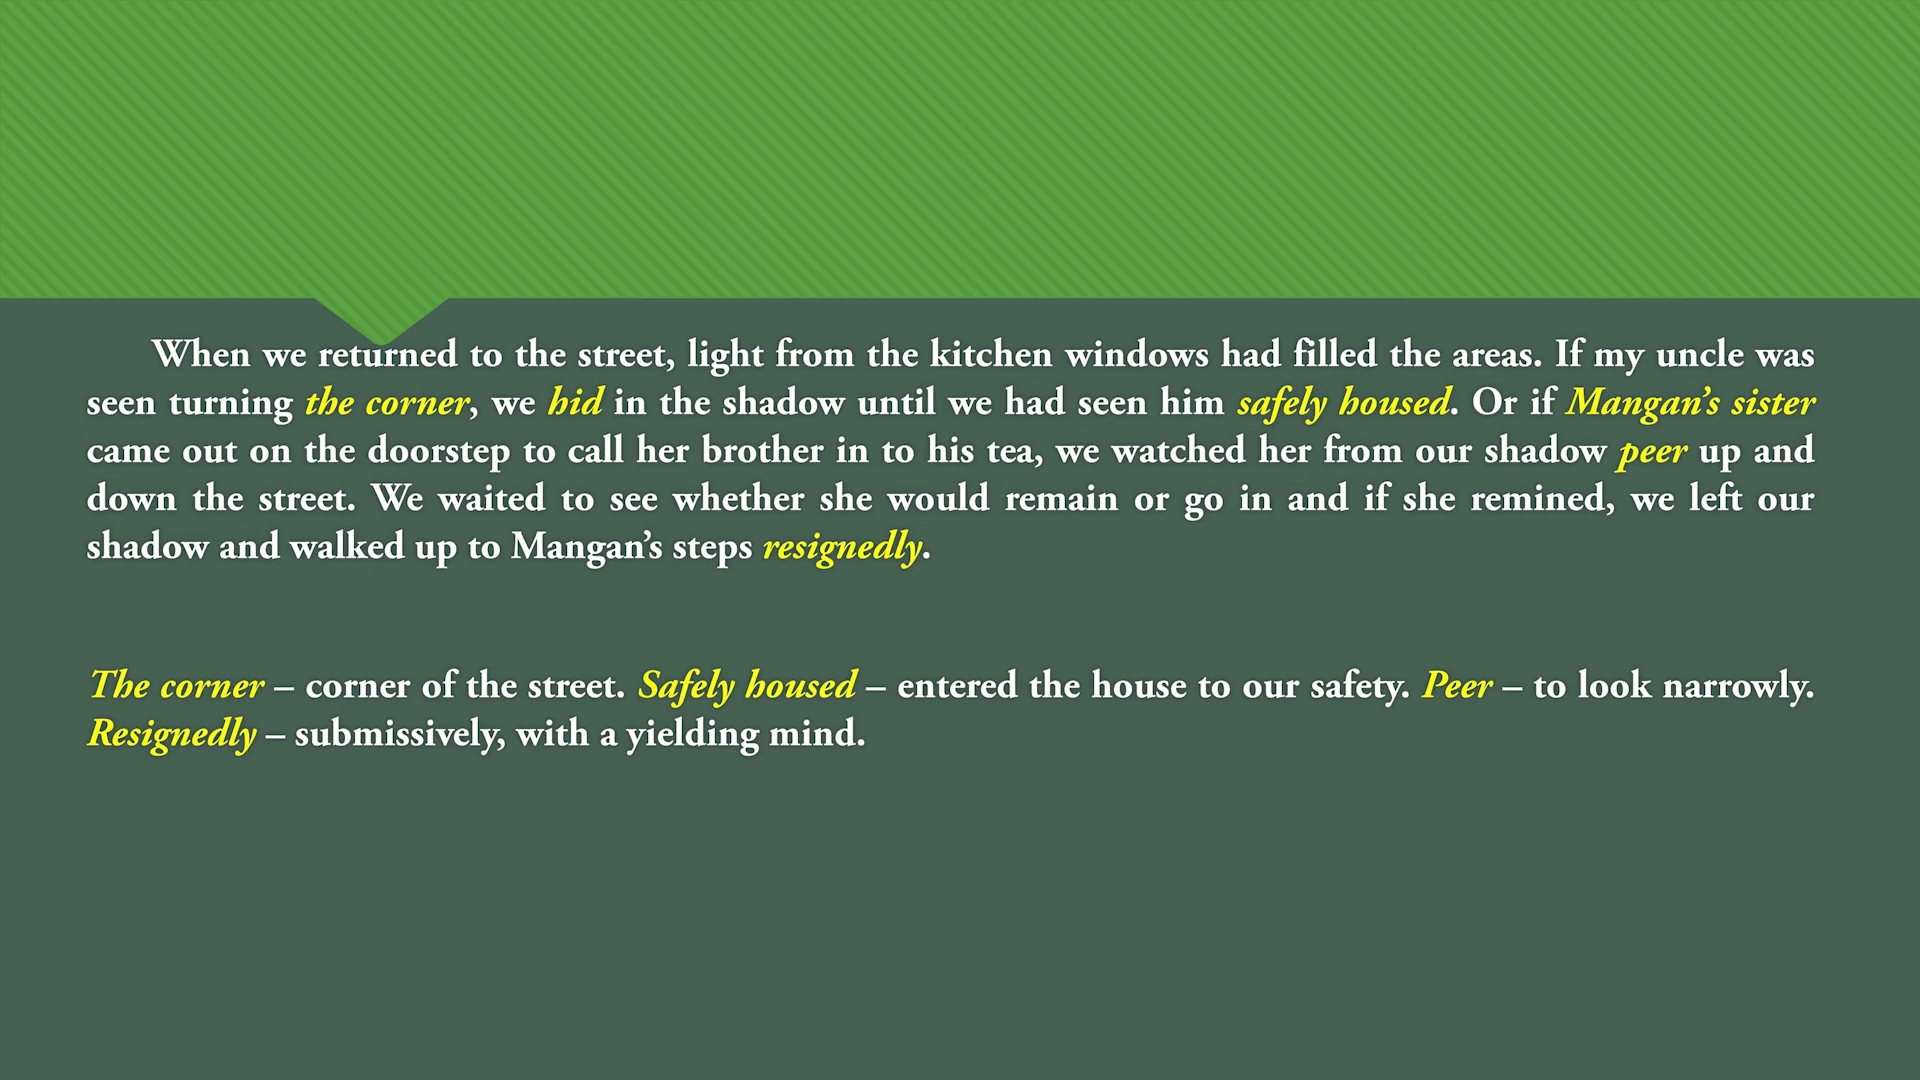 When we returned to the street, light from the kitchen windows had filled the areas. If my uncle was
seen turning the corner, we hid in the shadow until we had seen him safely housed. Or if Mangan’s sister
came out on the doorstep to call her brother in to his tea, we watched her from our shadow peer up and
down the street. We waited to see whether she would remain or go in and if she remined, we left our
shadow and walked up to Mangan’s steps resignedly.
The corner – corner of the street. Safely housed – entered the house to our safety. Peer – to look narrowly.
Resignedly – submissively, with a yielding mind.